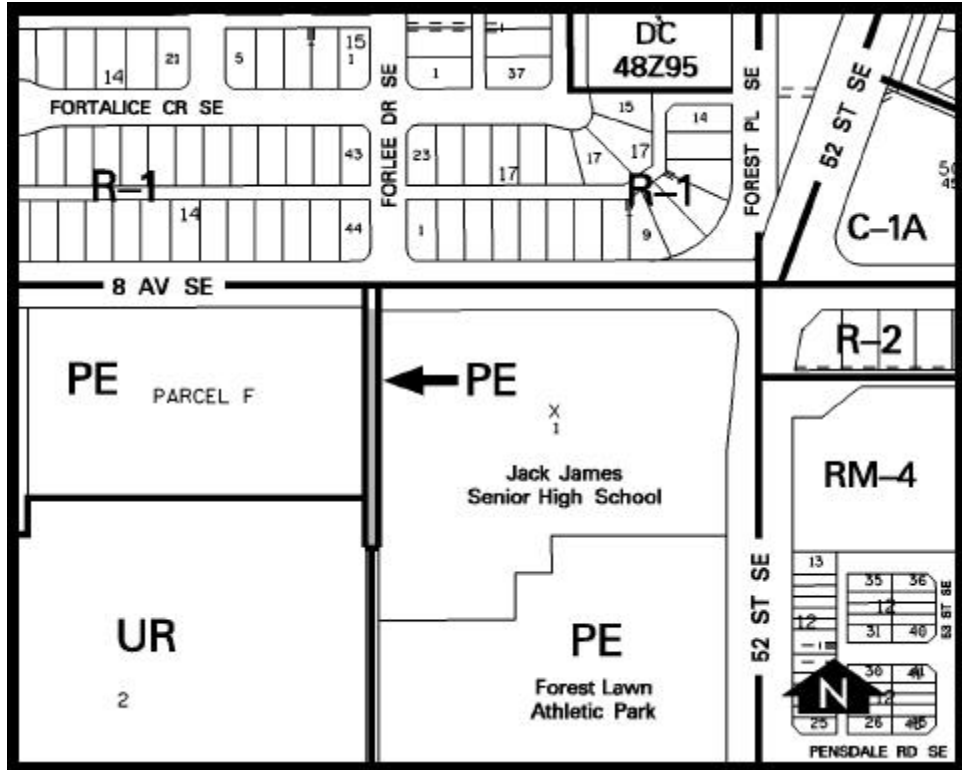 15
DC
48Z95
14
21
5
1
1
37
FORTALICE CR SE
FORLEE DR SE
FOREST PL SE
52 ST SE
15
14
43
23
17
17
17
R-1
R-1
14
44
1
9
C-1A
8 AV SE
PE
PARCEL F
PE
X
1
R-2
Jack James
Senior High School
RM-4
52 ST SE
13
35
36
12
12
31
40
53 ST SE
UR
2
PE
Forest Lawn
Athletic Park
30
N
12
25
26
PENSDALE RD SE